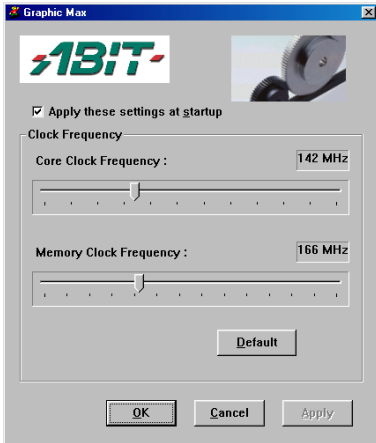 Graphic Max
ABIT
Apply these settings at startup
Clock Frequency
Core Clock Frequency :
142 MHz
Memory Clock Frequency :
166 MHz
Default
OK
Cancel
Apply